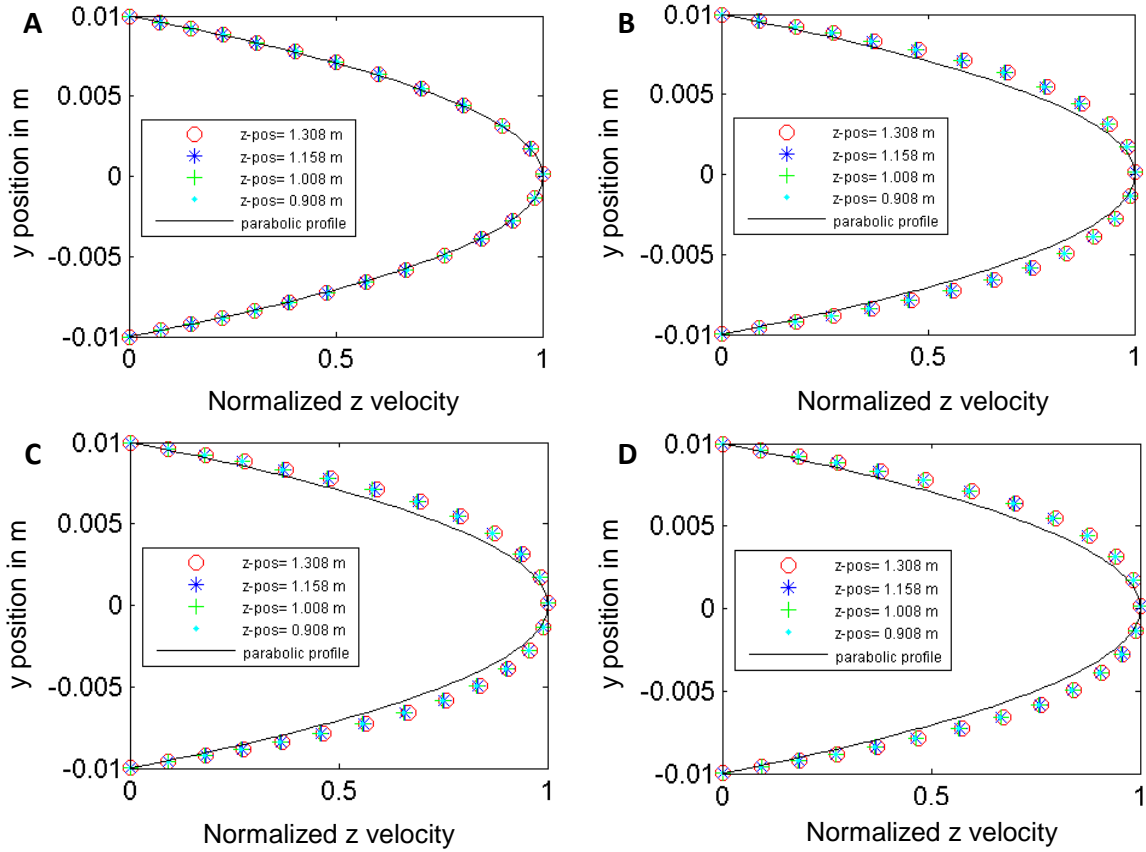 A
y position in m
0.01
0.005
0
-0.005
-0.01
z-pos= 1.308 m
z-pos= 1.158 m
z-pos= 1.008 m
z-pos= 0.908 m
parabolic profile
0
0.5
1
Normalized z velocity
B
y position in m
0.01
0.005
0
-0.005
-0.01
z-pos= 1.308 m
z-pos= 1.158 m
z-pos= 1.008 m
z-pos= 0.908 m
parabolic profile
0
0.5
1
Normalized z velocity
C
y position in m
0.01
0.005
0
-0.005
-0.01
z-pos= 1.308 m
z-pos= 1.158 m
z-pos= 1.008 m
z-pos= 0.908 m
parabolic profile
0
0.5
1
Normalized z velocity
D
y position in m
0.01
0.005
0
-0.005
-0.01
z-pos= 1.308 m
z-pos= 1.158 m
z-pos= 1.008 m
z-pos= 0.908 m
parabolic profile
0
0.5
1
Normalized z velocity